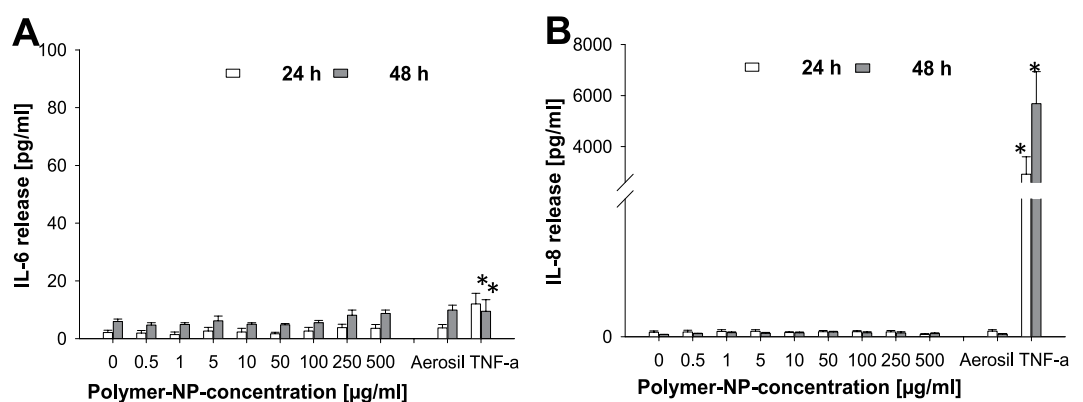 A
100
80
60
40
20
0
IL-6 release [pg/ml]
24 h 48 h
* *
0 0.5 1 5 10 50 100 250 500 Aerosil TNF-a
Polymer-NP-concentration [µg/ml]
B
8000
6000
4000
0
IL-8 release [pg/ml]
24 h 48 h
*
*
0 0.5 1 5 10 50 100 250 500 Aerosil TNF-a
Polymer-NP-concentration [µg/ml]